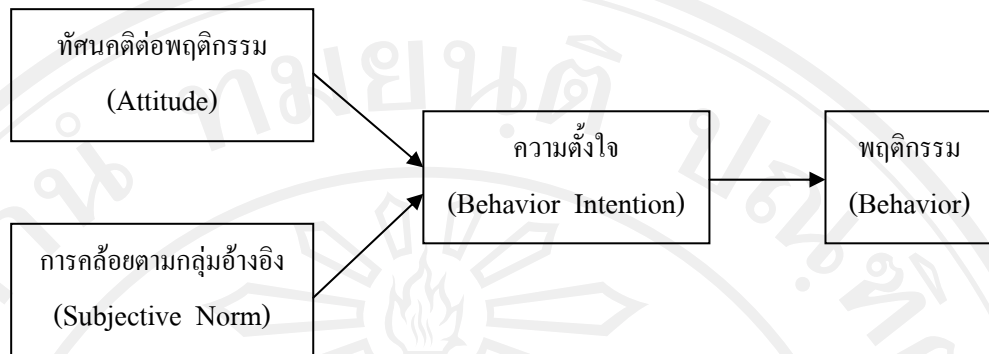 ทัศนคติต่อพฤติกรรม
(Attitude)
การคล้อยตามกลุ่มอ้างอิง
(Subjective Norm)
ความตั้งใจ
(Behavior Intention)
พฤติกรรม
(Behavior)